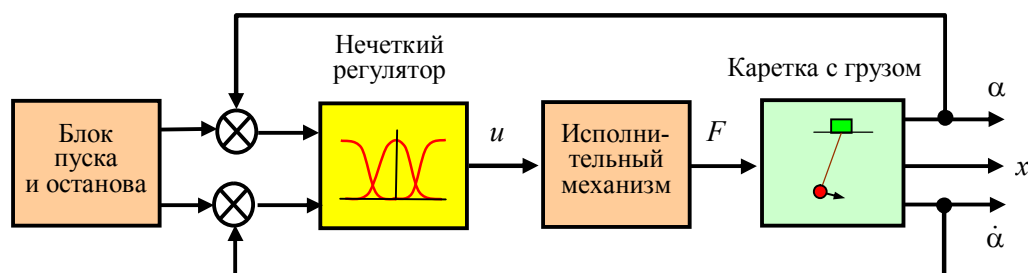 Нечеткий
регулятор
Каретка с грузом
α
Блок
пуска
и останова
u
Исполни-
тельный
механизм
F
x
α̇